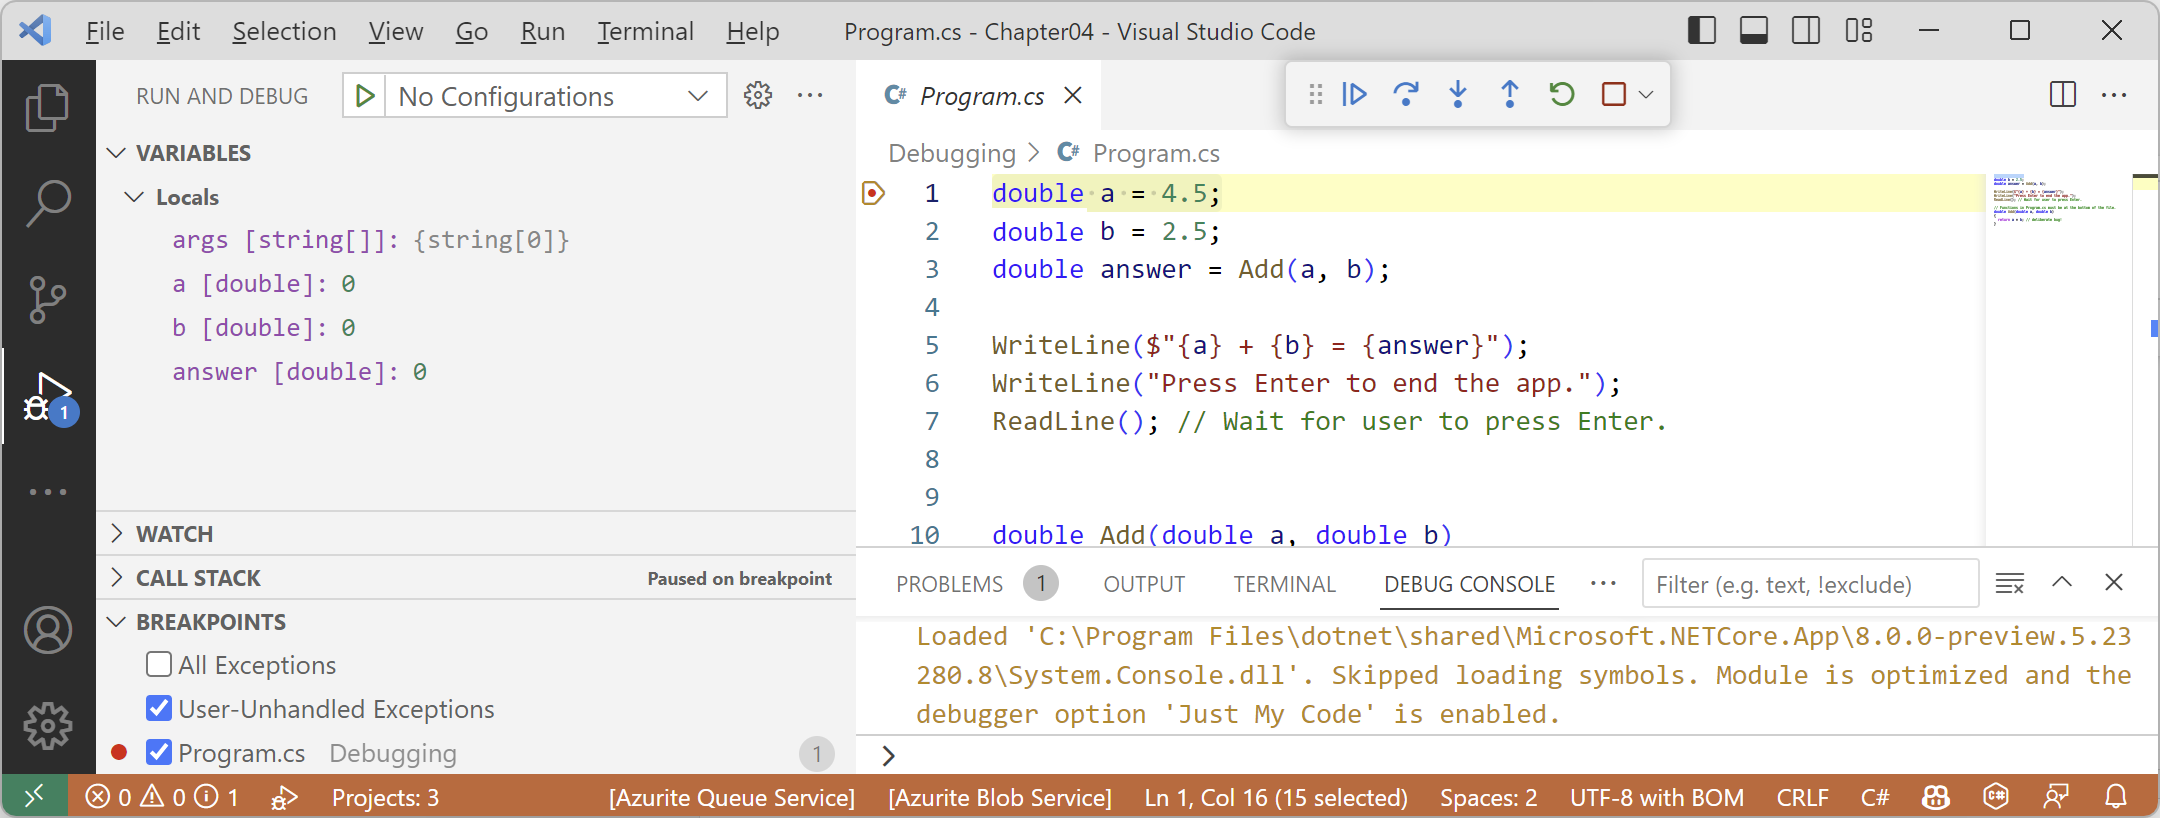 File Edit Selection View Go Run Terminal Help Program.cs - Chapter04 - Visual Studio Code
RUN AND DEBUG No Configurations
VARIABLES
Locals
args [string[]]: {string[0]}
a [double]: 0
b [double]: 0
answer [double]: 0
1
WATCH
CALL STACK Paused on breakpoint
BREAKPOINTS
All Exceptions
User-Unhandled Exceptions
Program.cs Debugging 1
C# Program.cs
Debugging > C# Program.cs
1 double a = 4.5;
2 double b = 2.5;
3 double answer = Add(a, b);
4
5 WriteLine($"{a} + {b} = {answer}");
6 WriteLine("Press Enter to end the app.");
7 ReadLine(); // Wait for user to press Enter.
8
9
10 double Add(double a, double b)
PROBLEMS 1 OUTPUT TERMINAL DEBUG CONSOLE Filter (e.g. text, !exclude)
Loaded 'C:\Program Files\dotnet\shared\Microsoft.NETCore.App\8.0.0-preview.5.23
280.8\System.Console.dll'. Skipped loading symbols. Module is optimized and the
debugger option 'Just My Code' is enabled.
>
0 0 1 Projects: 3 [Azurite Queue Service] [Azurite Blob Service] Ln 1, Col 16 (15 selected) Spaces: 2 UTF-8 with BOM CRLF C#